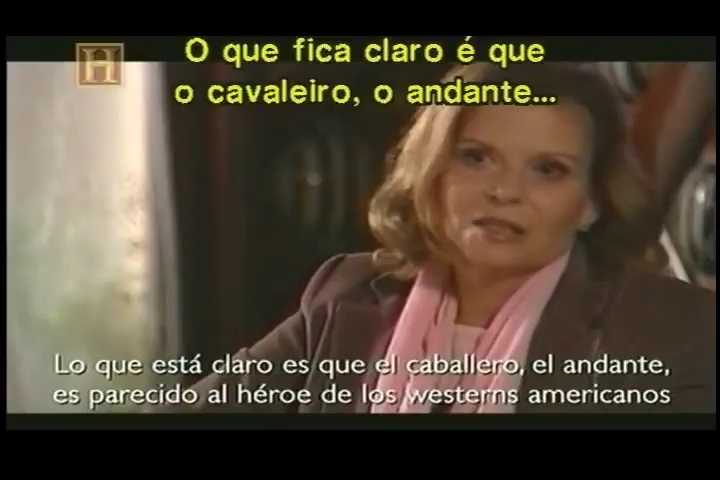 H
O que fica claro é que
o cavaleiro, o andante...
Lo que está claro es que el caballero, el andante,
es parecido al héroe de los westerns americanos